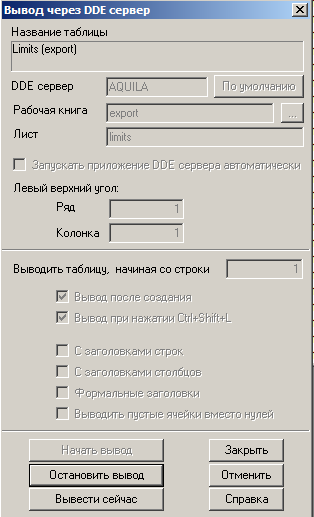 Вывод через DDE сервер
Название таблицы
Limits (export)
DDE сервер AQUILA По умолчанию
Рабочая книга export ...
Лист limits
Запускать приложение DDE сервера автоматически
Левый верхний угол:
Ряд 1
Колонка 1
Выводить таблицу, начиная со строки 1
Вывод после создания
Вывод при нажатии Ctrl+Shift+L
С заголовками строк
С заголовками столбцов
Формальные заголовки
Выводить пустые ячейки вместо нулей
Начать вывод Закрыть
Остановить вывод Отменить
Вывести сейчас Справка